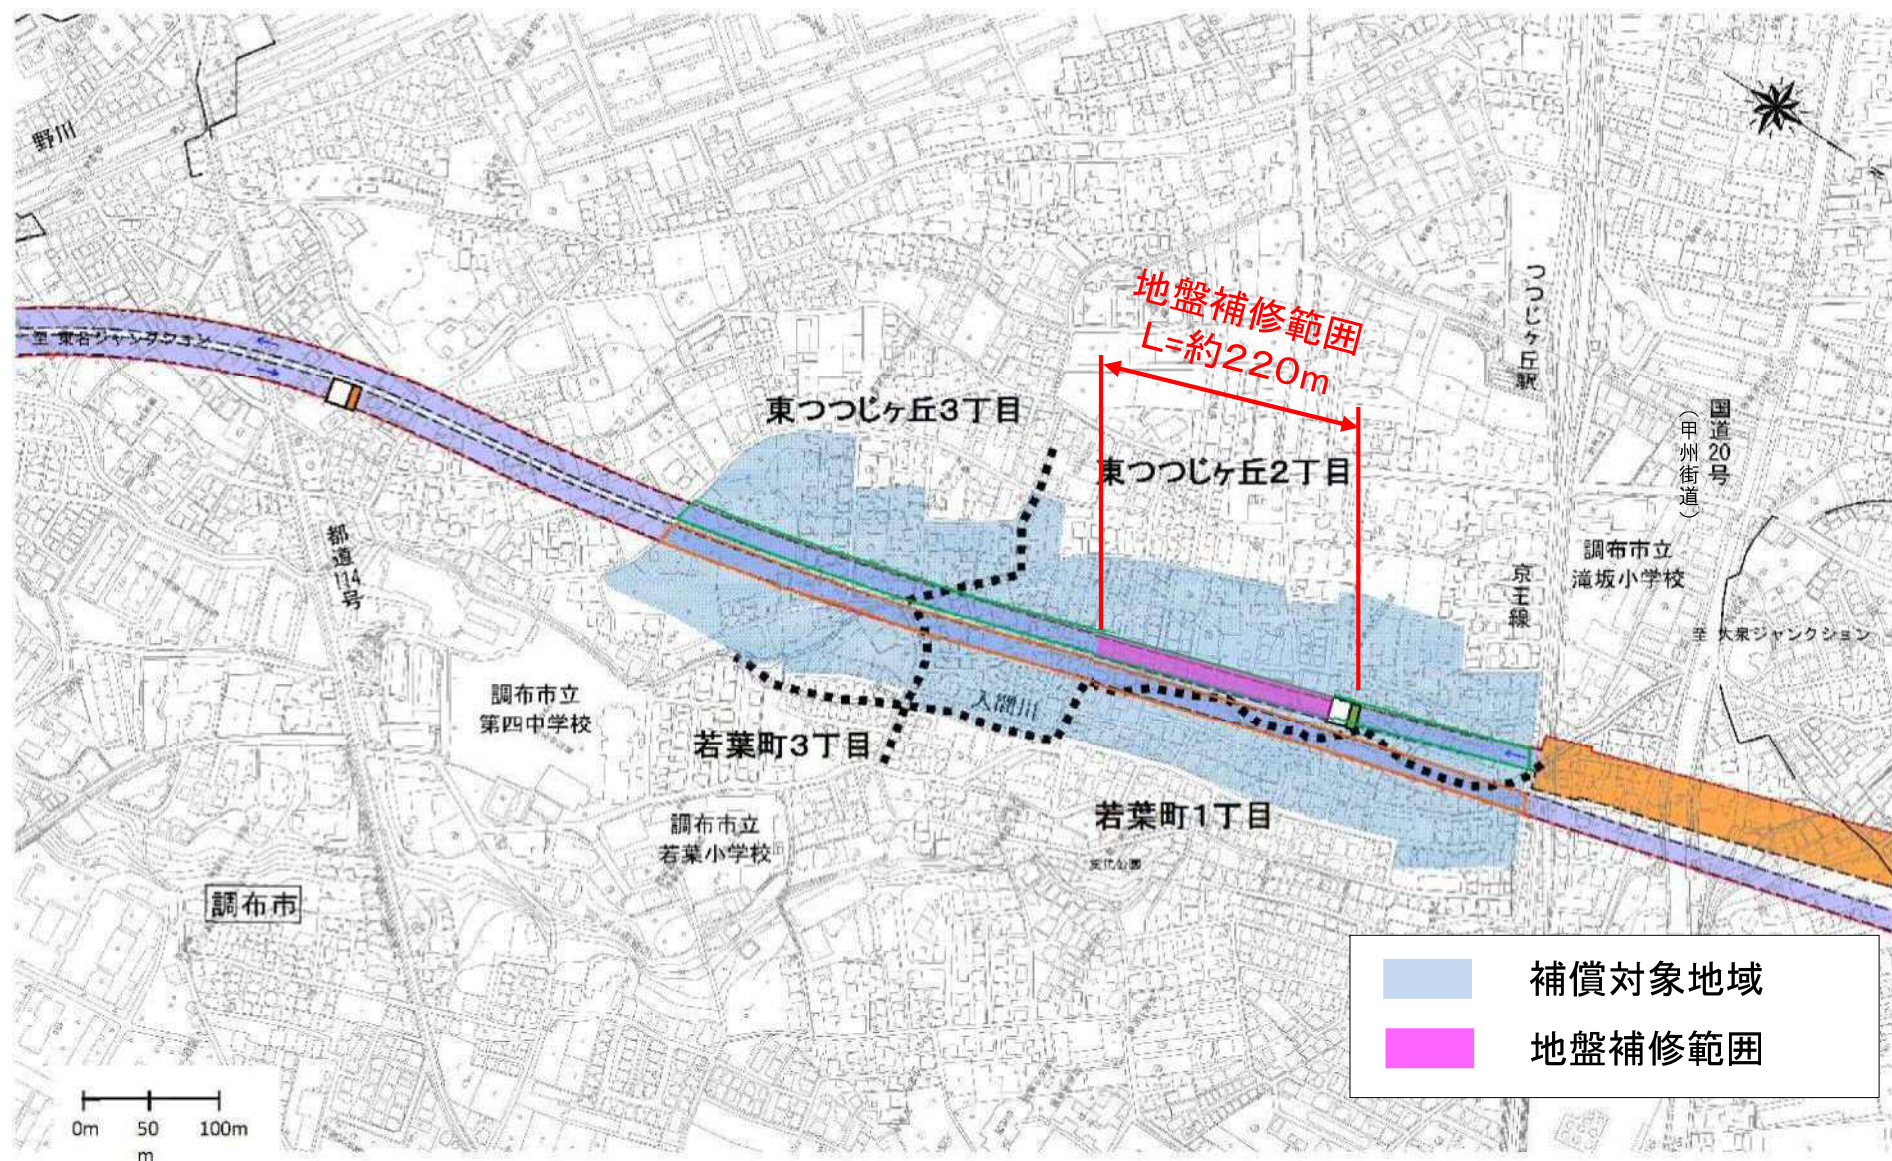 野川
地盤補修範囲
L=約220m
つつじヶ丘駅
至 東名ジャンクション
東つつじヶ丘3丁目
東つつじヶ丘2丁目
国道20号
(甲州街道)
都道114号
京王線
調布市立
滝坂小学校
至 大泉ジャンクション
調布市立
第四中学校
入間川
若葉町3丁目
若葉町1丁目
調布市立
若葉小学校
調布市
補償対象地域
地盤補修範囲
0m 50 100m
m